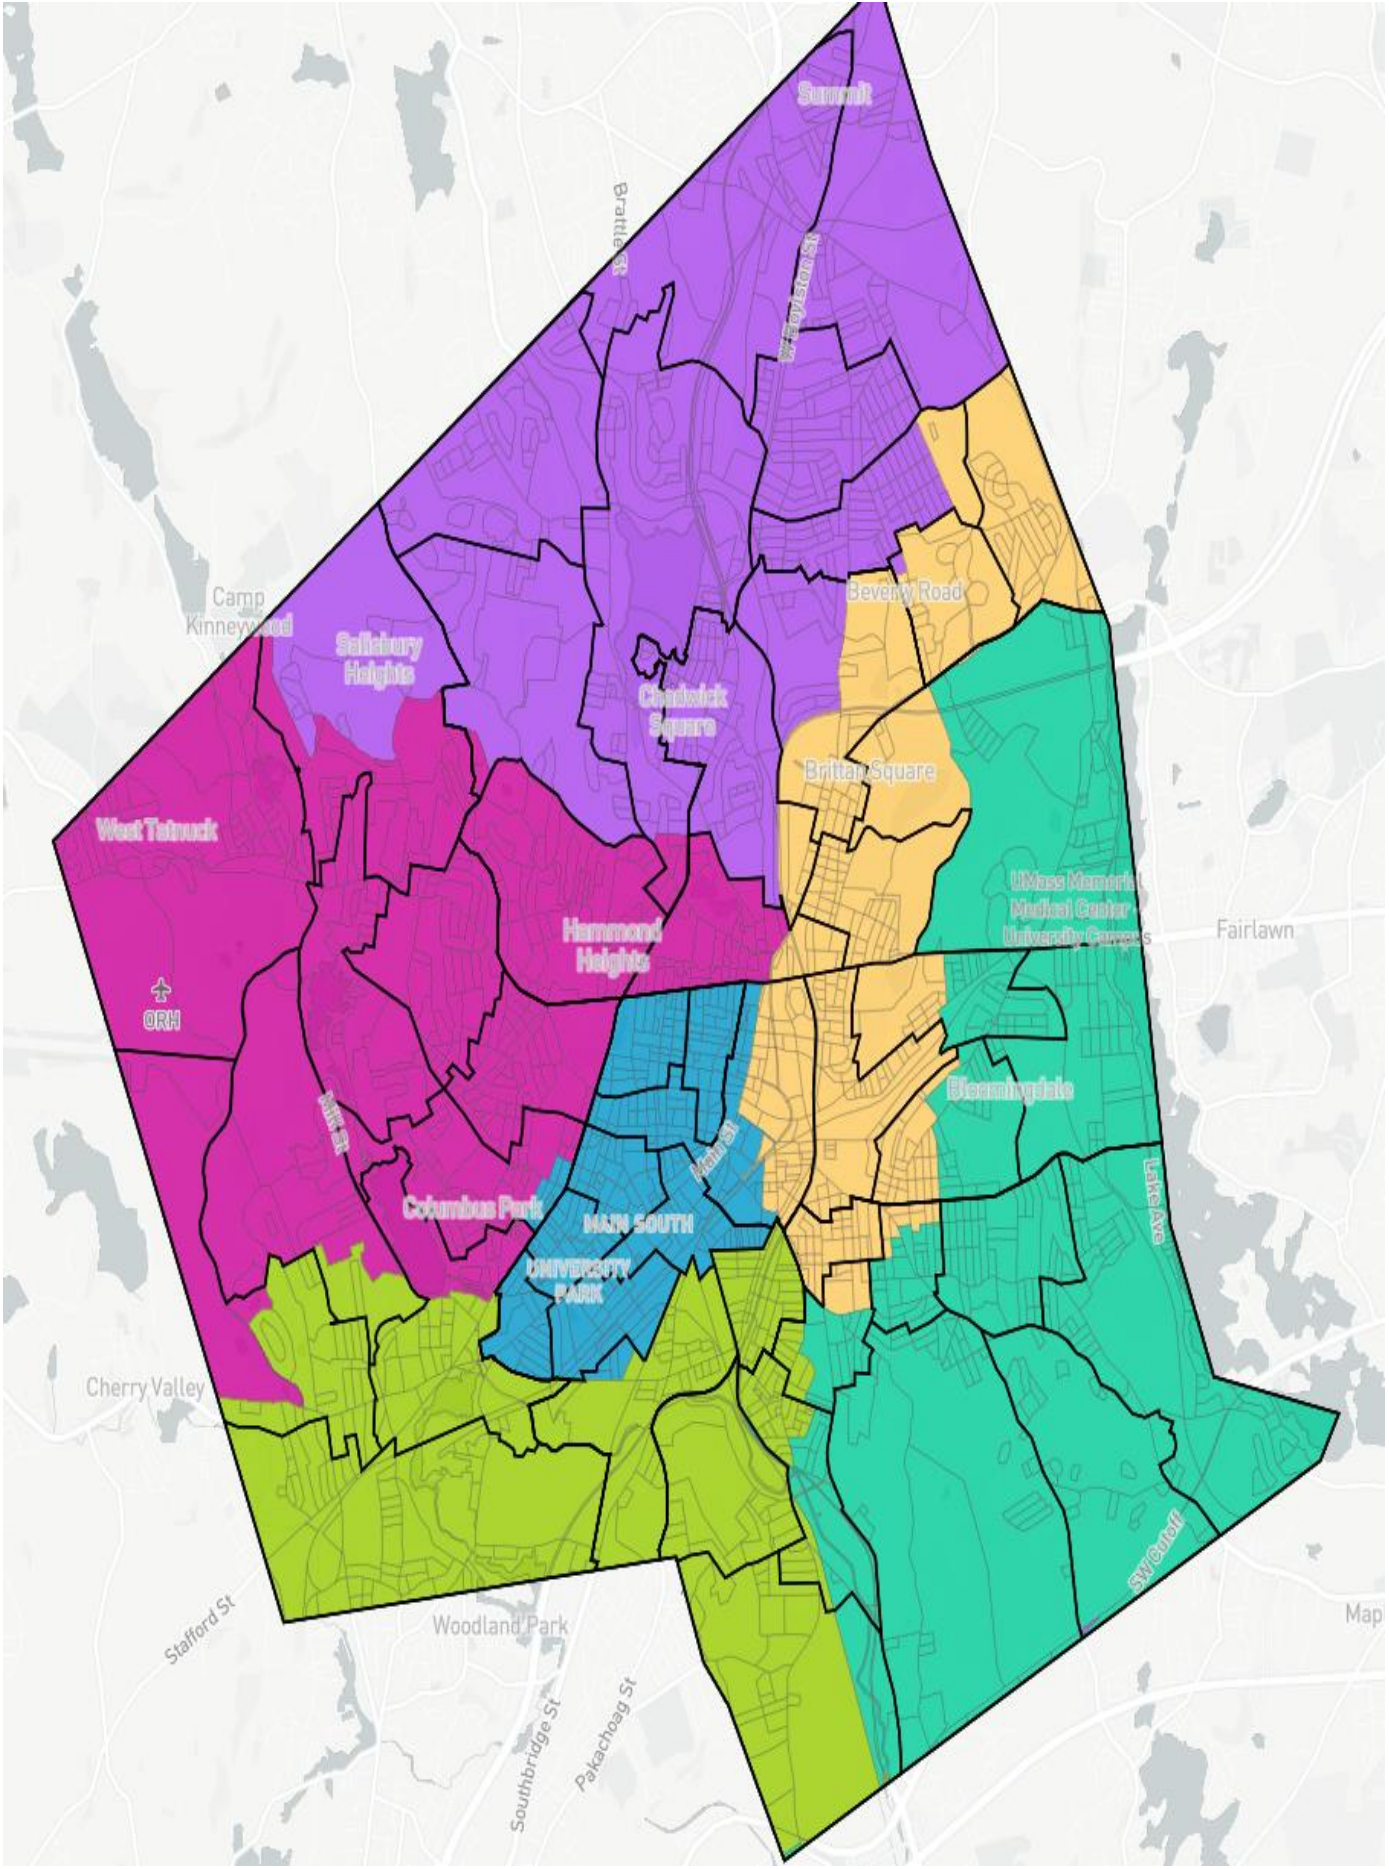 Summit
Brattle St
W Boylston St
Camp
Kinneywood
Beverly Road
Salisbury
Heights
Chadwick
Square
Brittan Square
West Tatnuck
UMass Memorial
Medical Center -
University Campus
Fairlawn
Hammond
Heights
ORH
Bloomingdale
Mill St
Main St
Lake Ave
Columbus Park
MAIN SOUTH
UNIVERSITY
PARK
Cherry Valley
SW Cutoff
Stafford St
Woodland Park
Map
Southbridge St
Pakachoag St